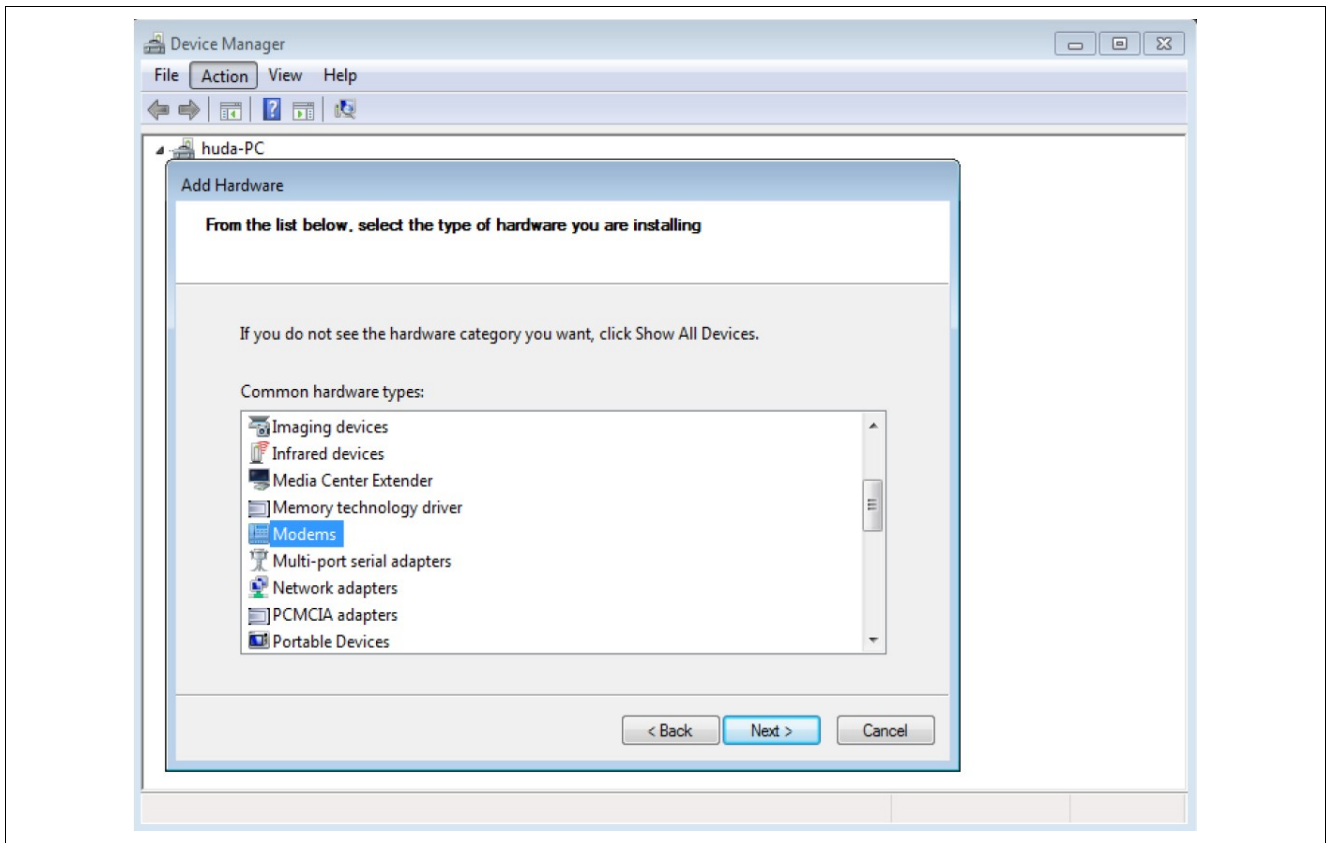 Device Manager
File Action View Help
huda-PC
Add Hardware
From the list below, select the type of hardware you are installing
If you do not see the hardware category you want, click Show All Devices.
Common hardware types:
Imaging devices
Infrared devices
Media Center Extender
Memory technology driver
Modems
Multi-port serial adapters
Network adapters
PCMCIA adapters
Portable Devices
< Back Next > Cancel